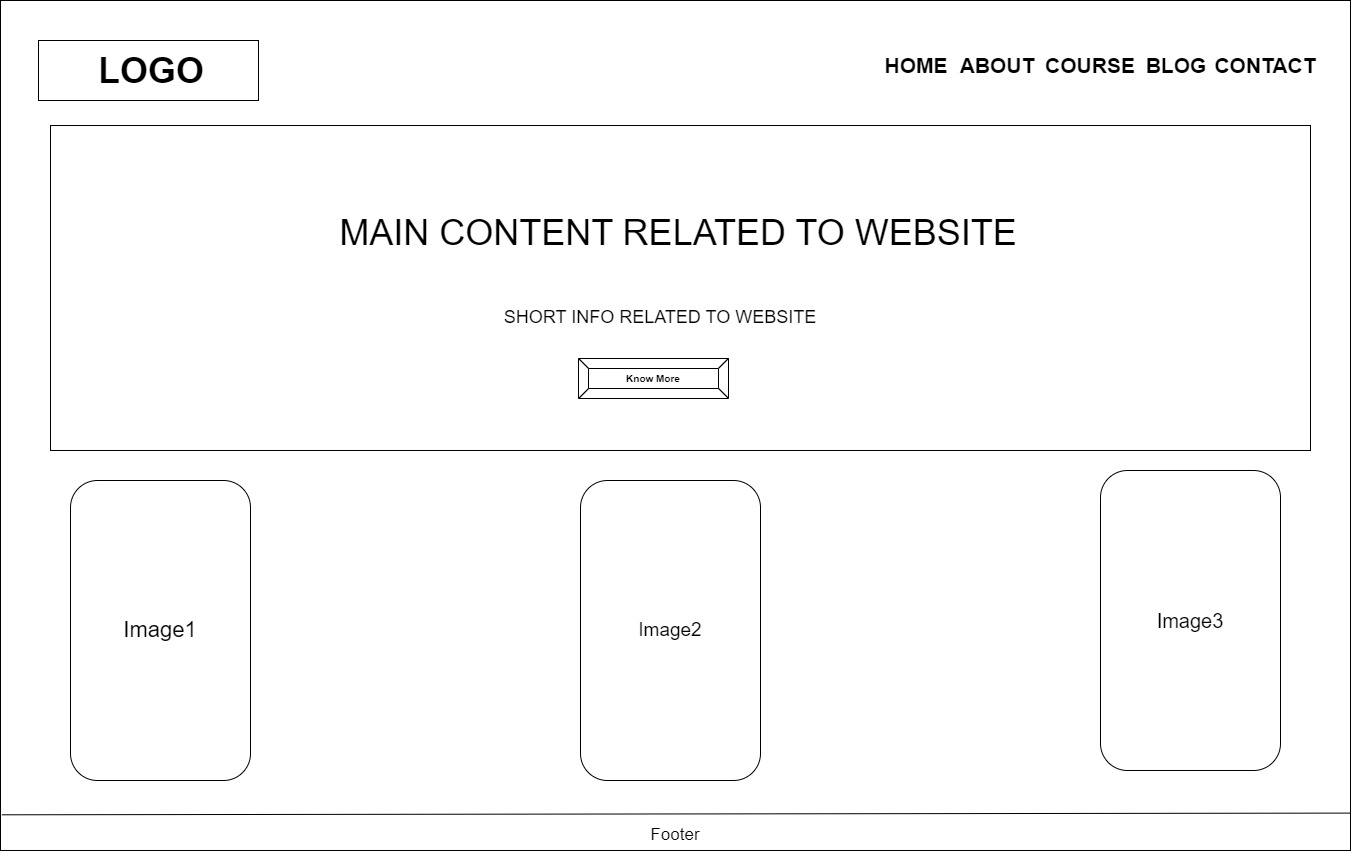 LOGO
HOME ABOUT COURSE BLOG CONTACT
MAIN CONTENT RELATED TO WEBSITE
SHORT INFO RELATED TO WEBSITE
Know More
Image1
Image2
Image3
Footer